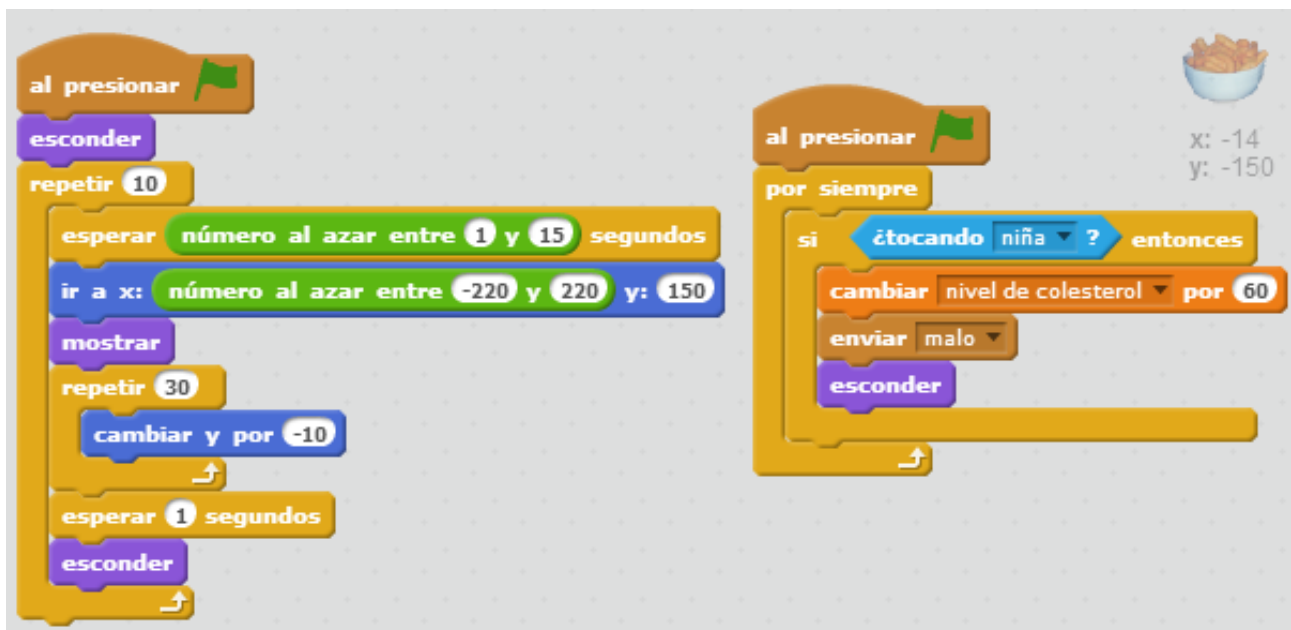 al presionar
esconder
repetir 10
esperar número al azar entre 1 y 15 segundos
ir a x: número al azar entre -220 y 220 y: 150
mostrar
repetir 30
cambiar y por -10
esperar 1 segundos
esconder
al presionar
por siempre
si ¿tocando niña ? entonces
cambiar nivel de colesterol por 60
enviar malo
esconder
x: -14
y: -150